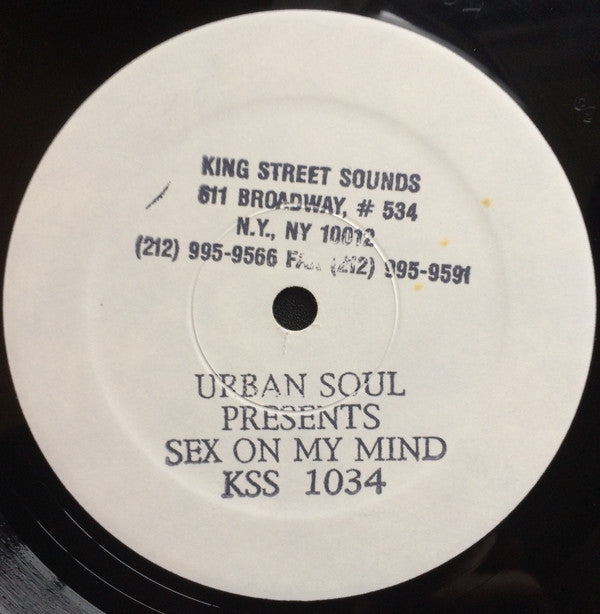 KING STREET SOUNDS
611 BROADWAY, # 534
N.Y., NY 10012
(212) 995-9566 FAX (212) 995-9591
URBAN SOUL
PRESENTS
SEX ON MY MIND
KSS 1034